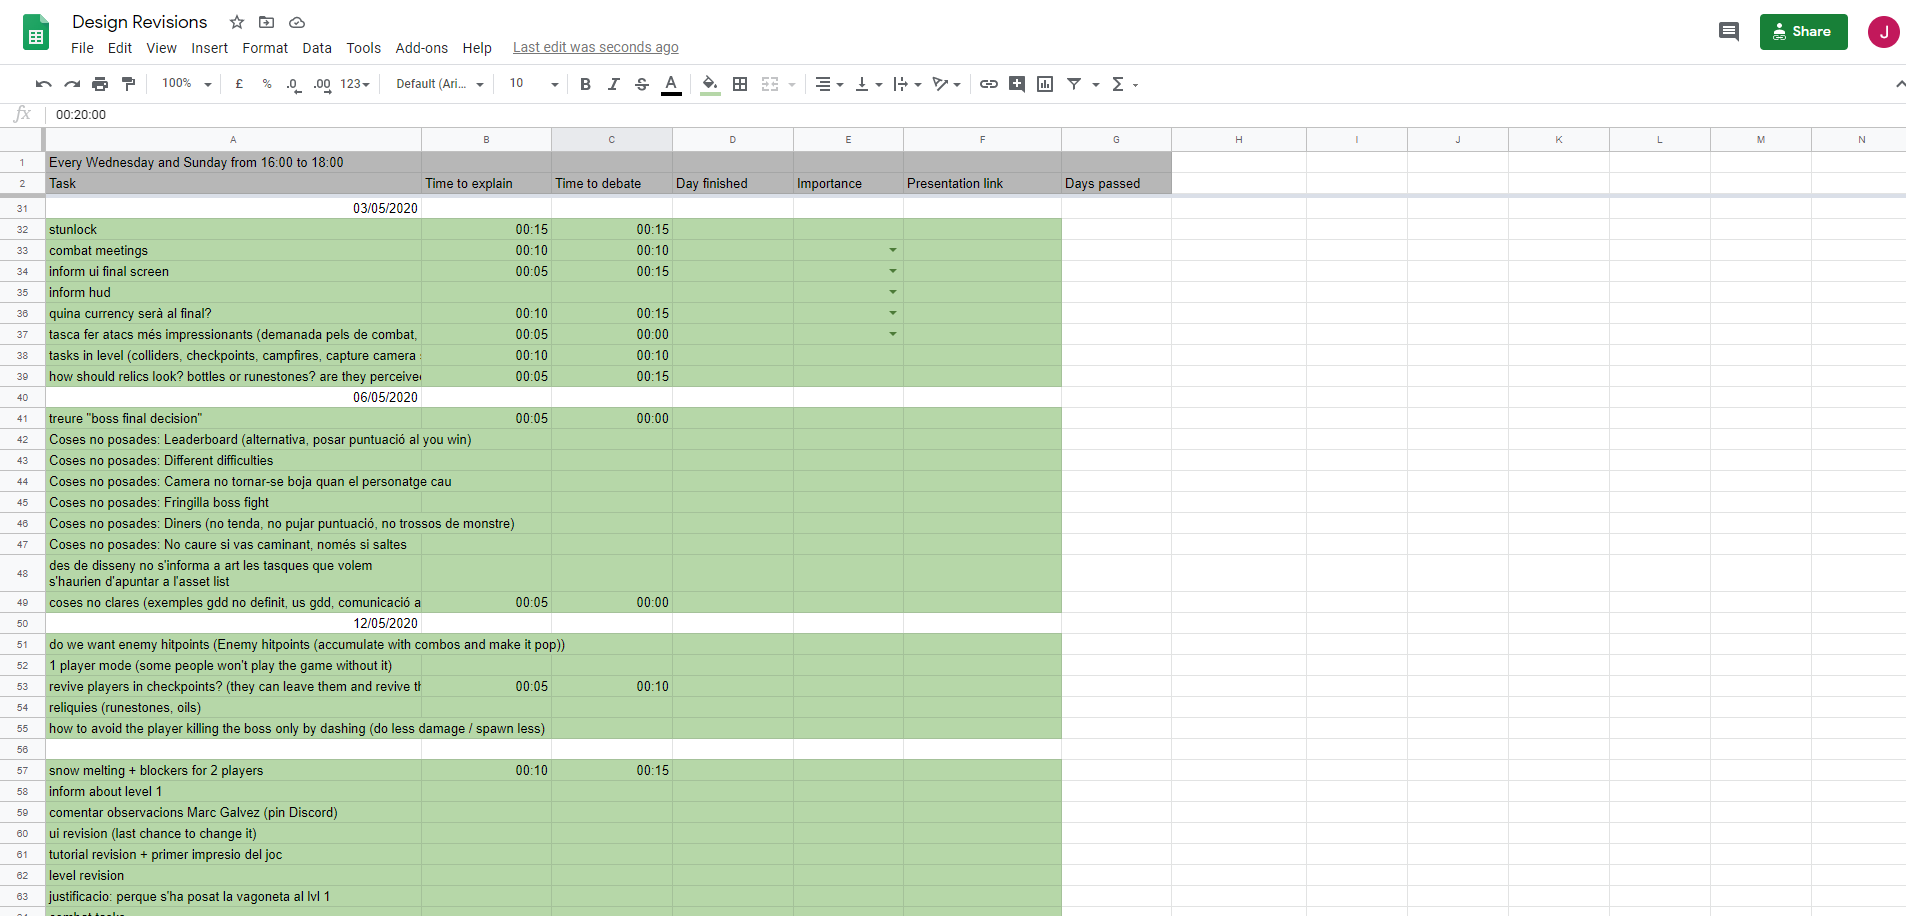 Design Revisions
File Edit View Insert Format Data Tools Add-ons Help Last edit was seconds ago
Share
J
100% £ % .0 .00 123 Default (Ari... 10 B I S A Σ
fx 00:20:00
A B C D E F G H I J K L M N
1 Every Wednesday and Sunday from 16:00 to 18:00
2 Task Time to explain Time to debate Day finished Importance Presentation link Days passed
31 03/05/2020
32 stunlock 00:15 00:15
33 combat meetings 00:10 00:10
34 inform ui final screen 00:05 00:15
35 inform hud
36 quina currency serà al final? 00:10 00:15
37 tasca fer atacs més impressionants (demanada pels de combat, 00:05 00:00
38 tasks in level (colliders, checkpoints, campfires, capture camera 00:10 00:10
39 how should relics look? bottles or runestones? are they perceive 00:05 00:15
40 06/05/2020
41 treure "boss final decision" 00:05 00:00
42 Coses no posades: Leaderboard (alternativa, posar puntuació al you win)
43 Coses no posades: Different difficulties
44 Coses no posades: Camera no tornar-se boja quan el personatge cau
45 Coses no posades: Fringilla boss fight
46 Coses no posades: Diners (no tenda, no pujar puntuació, no trossos de monstre)
47 Coses no posades: No caure si vas caminant, només si saltes
48 des de disseny no s'informa a art les tasques que volem
s'haurien d'apuntar a l'asset list
49 coses no clares (exemples gdd no definit, us gdd, comunicació a 00:05 00:00
50 12/05/2020
51 do we want enemy hitpoints (Enemy hitpoints (accumulate with combos and make it pop))
52 1 player mode (some people won't play the game without it)
53 revive players in checkpoints? (they can leave them and revive th 00:05 00:10
54 reliquies (runestones, oils)
55 how to avoid the player killing the boss only by dashing (do less damage / spawn less)
56
57 snow melting + blockers for 2 players 00:10 00:15
58 inform about level 1
59 comentar observacions Marc Galvez (pin Discord)
60 ui revision (last chance to change it)
61 tutorial revision + primer impresio del joc
62 level revision
63 justificacio: perque s'ha posat la vagoneta al lvl 1